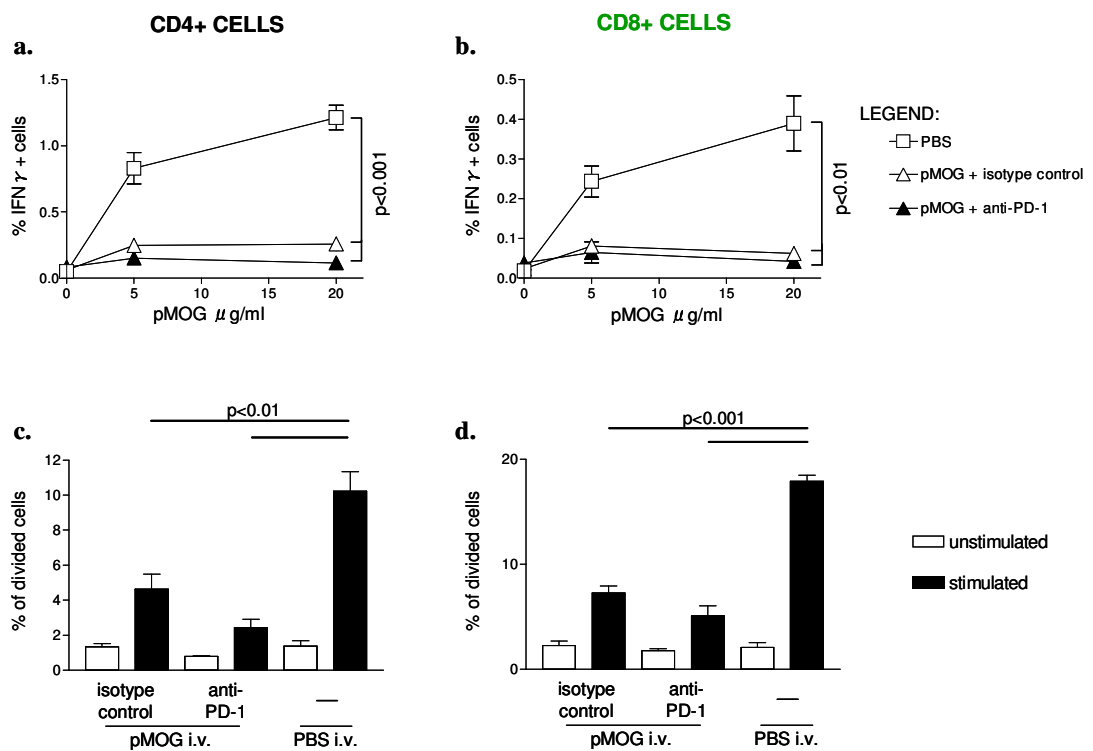 CD4+ CELLS
CD8+ CELLS
a.
b.
1.5
1.0
0.5
0.0
% IFN γ + cells
0 5 10 15 20
pMOG μ g/ml
p<0.001
0.5
0.4
0.3
0.2
0.1
0.0
% IFN γ + cells
0 5 10 15 20
pMOG μ g/ml
p<0.01
LEGEND:
PBS
pMOG + isotype control
pMOG + anti-PD-1
c.
p<0.01
12
10
8
6
4
2
0
% of divided cells
isotype
control
anti-
PD-1
—
pMOG i.v.
PBS i.v.
d.
p<0.001
20
10
0
% of divided cells
isotype
control
anti-
PD-1
—
pMOG i.v.
PBS i.v.
unstimulated
stimulated